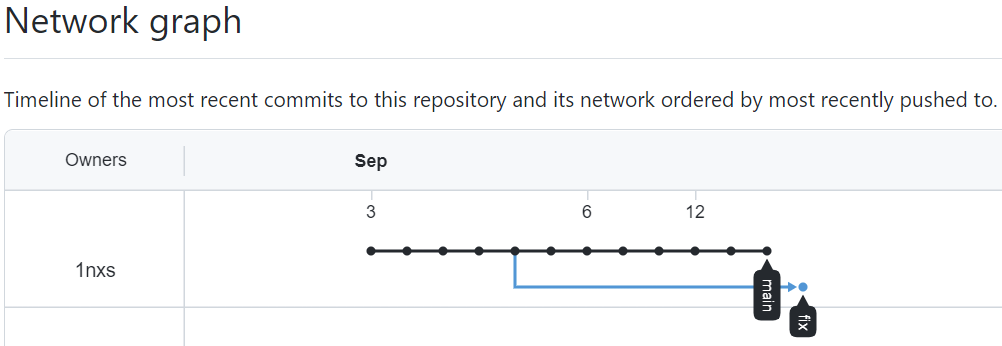 Network graph
Timeline of the most recent commits to this repository and its network ordered by most recently pushed to.
Owners Sep
3 6 12
1nxs
main
fix